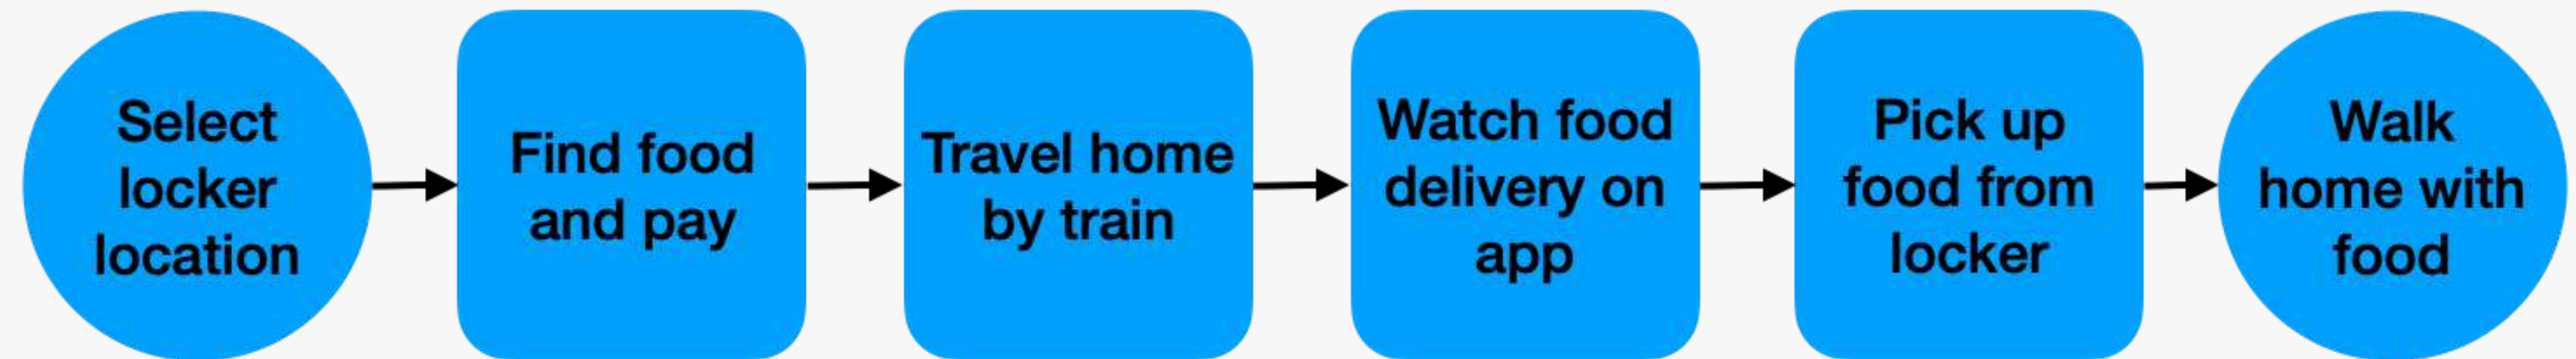 Select
locker
location
Find food
and pay
Travel home
by train
Watch food
delivery on
app
Pick up
food from
locker
Walk
home with
food